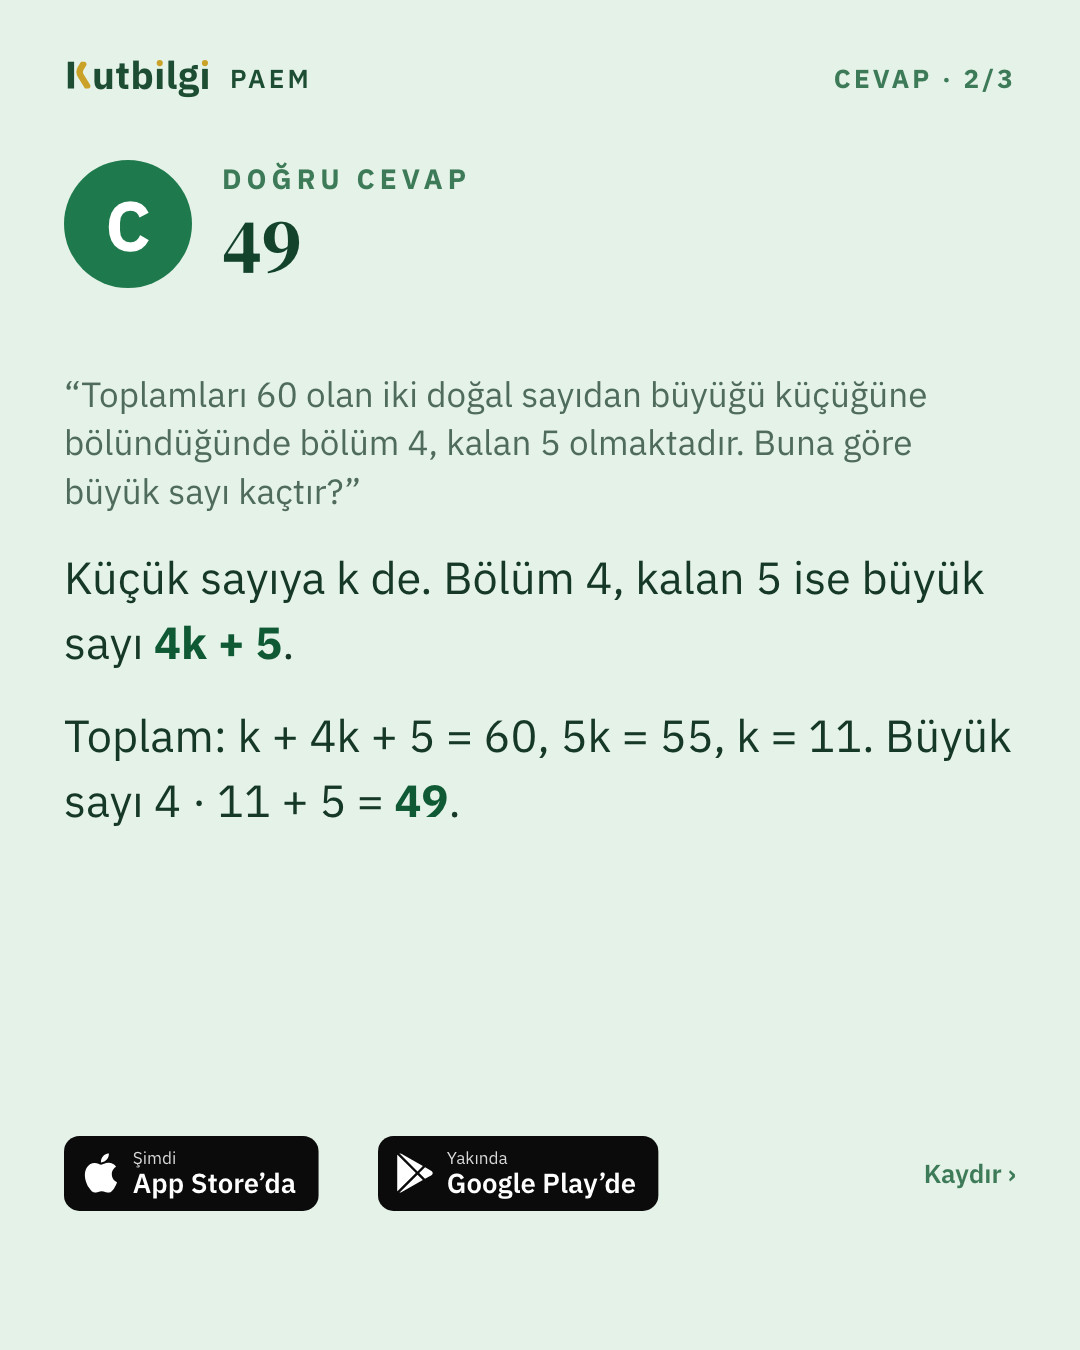 Kutbilgi PAEM
CEVAP · 2/3
C
DOĞRU CEVAP
49
“Toplamları 60 olan iki doğal sayıdan büyüğü küçüğüne
bölündüğünde bölüm 4, kalan 5 olmaktadır. Buna göre
büyük sayı kaçtır?”
Küçük sayıya k de. Bölüm 4, kalan 5 ise büyük
sayı 4k + 5.
Toplam: k + 4k + 5 = 60, 5k = 55, k = 11. Büyük
sayı 4 · 11 + 5 = 49.
Şimdi
App Store’da
Yakında
Google Play’de
Kaydır ›